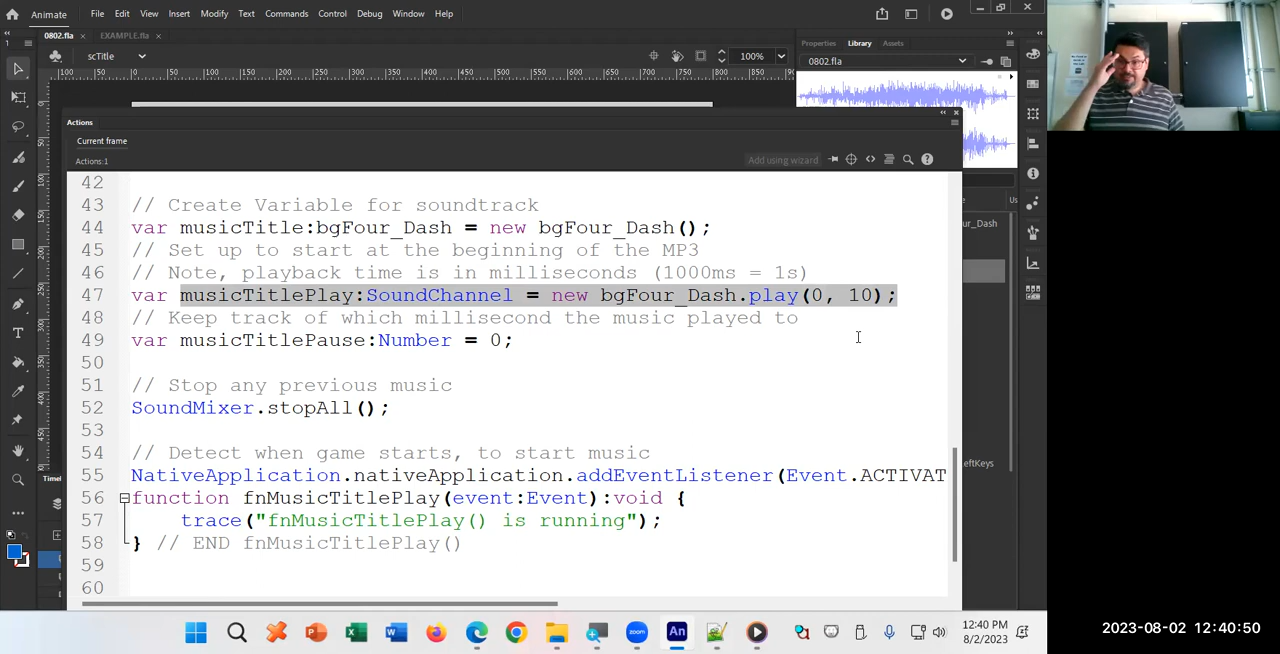 Animate File Edit View Insert Modify Text Commands Control Debug Window Help
0802.fla × EXAMPLE.fla ×
scTitle 100%
Properties Library Assets
0802.fla
Actions
Current frame
Actions:1 Add using wizard
42
43 // Create Variable for soundtrack
44 var musicTitle:bgFour_Dash = new bgFour_Dash();
45 // Set up to start at the beginning of the MP3
46 // Note, playback time is in milliseconds (1000ms = 1s)
47 var musicTitlePlay:SoundChannel = new bgFour_Dash.play(0, 10);
48 // Keep track of which millisecond the music played to
49 var musicTitlePause:Number = 0;
50
51 // Stop any previous music
52 SoundMixer.stopAll();
53
54 // Detect when game starts, to start music
55 NativeApplication.nativeApplication.addEventListener(Event.ACTIVAT
56 function fnMusicTitlePlay(event:Event):void {
57 trace("fnMusicTitlePlay() is running");
58 } // END fnMusicTitlePlay()
59
60
Us
ur_Dash
eftKeys
Timel
12:40 PM
8/2/2023
2023-08-02 12:40:50